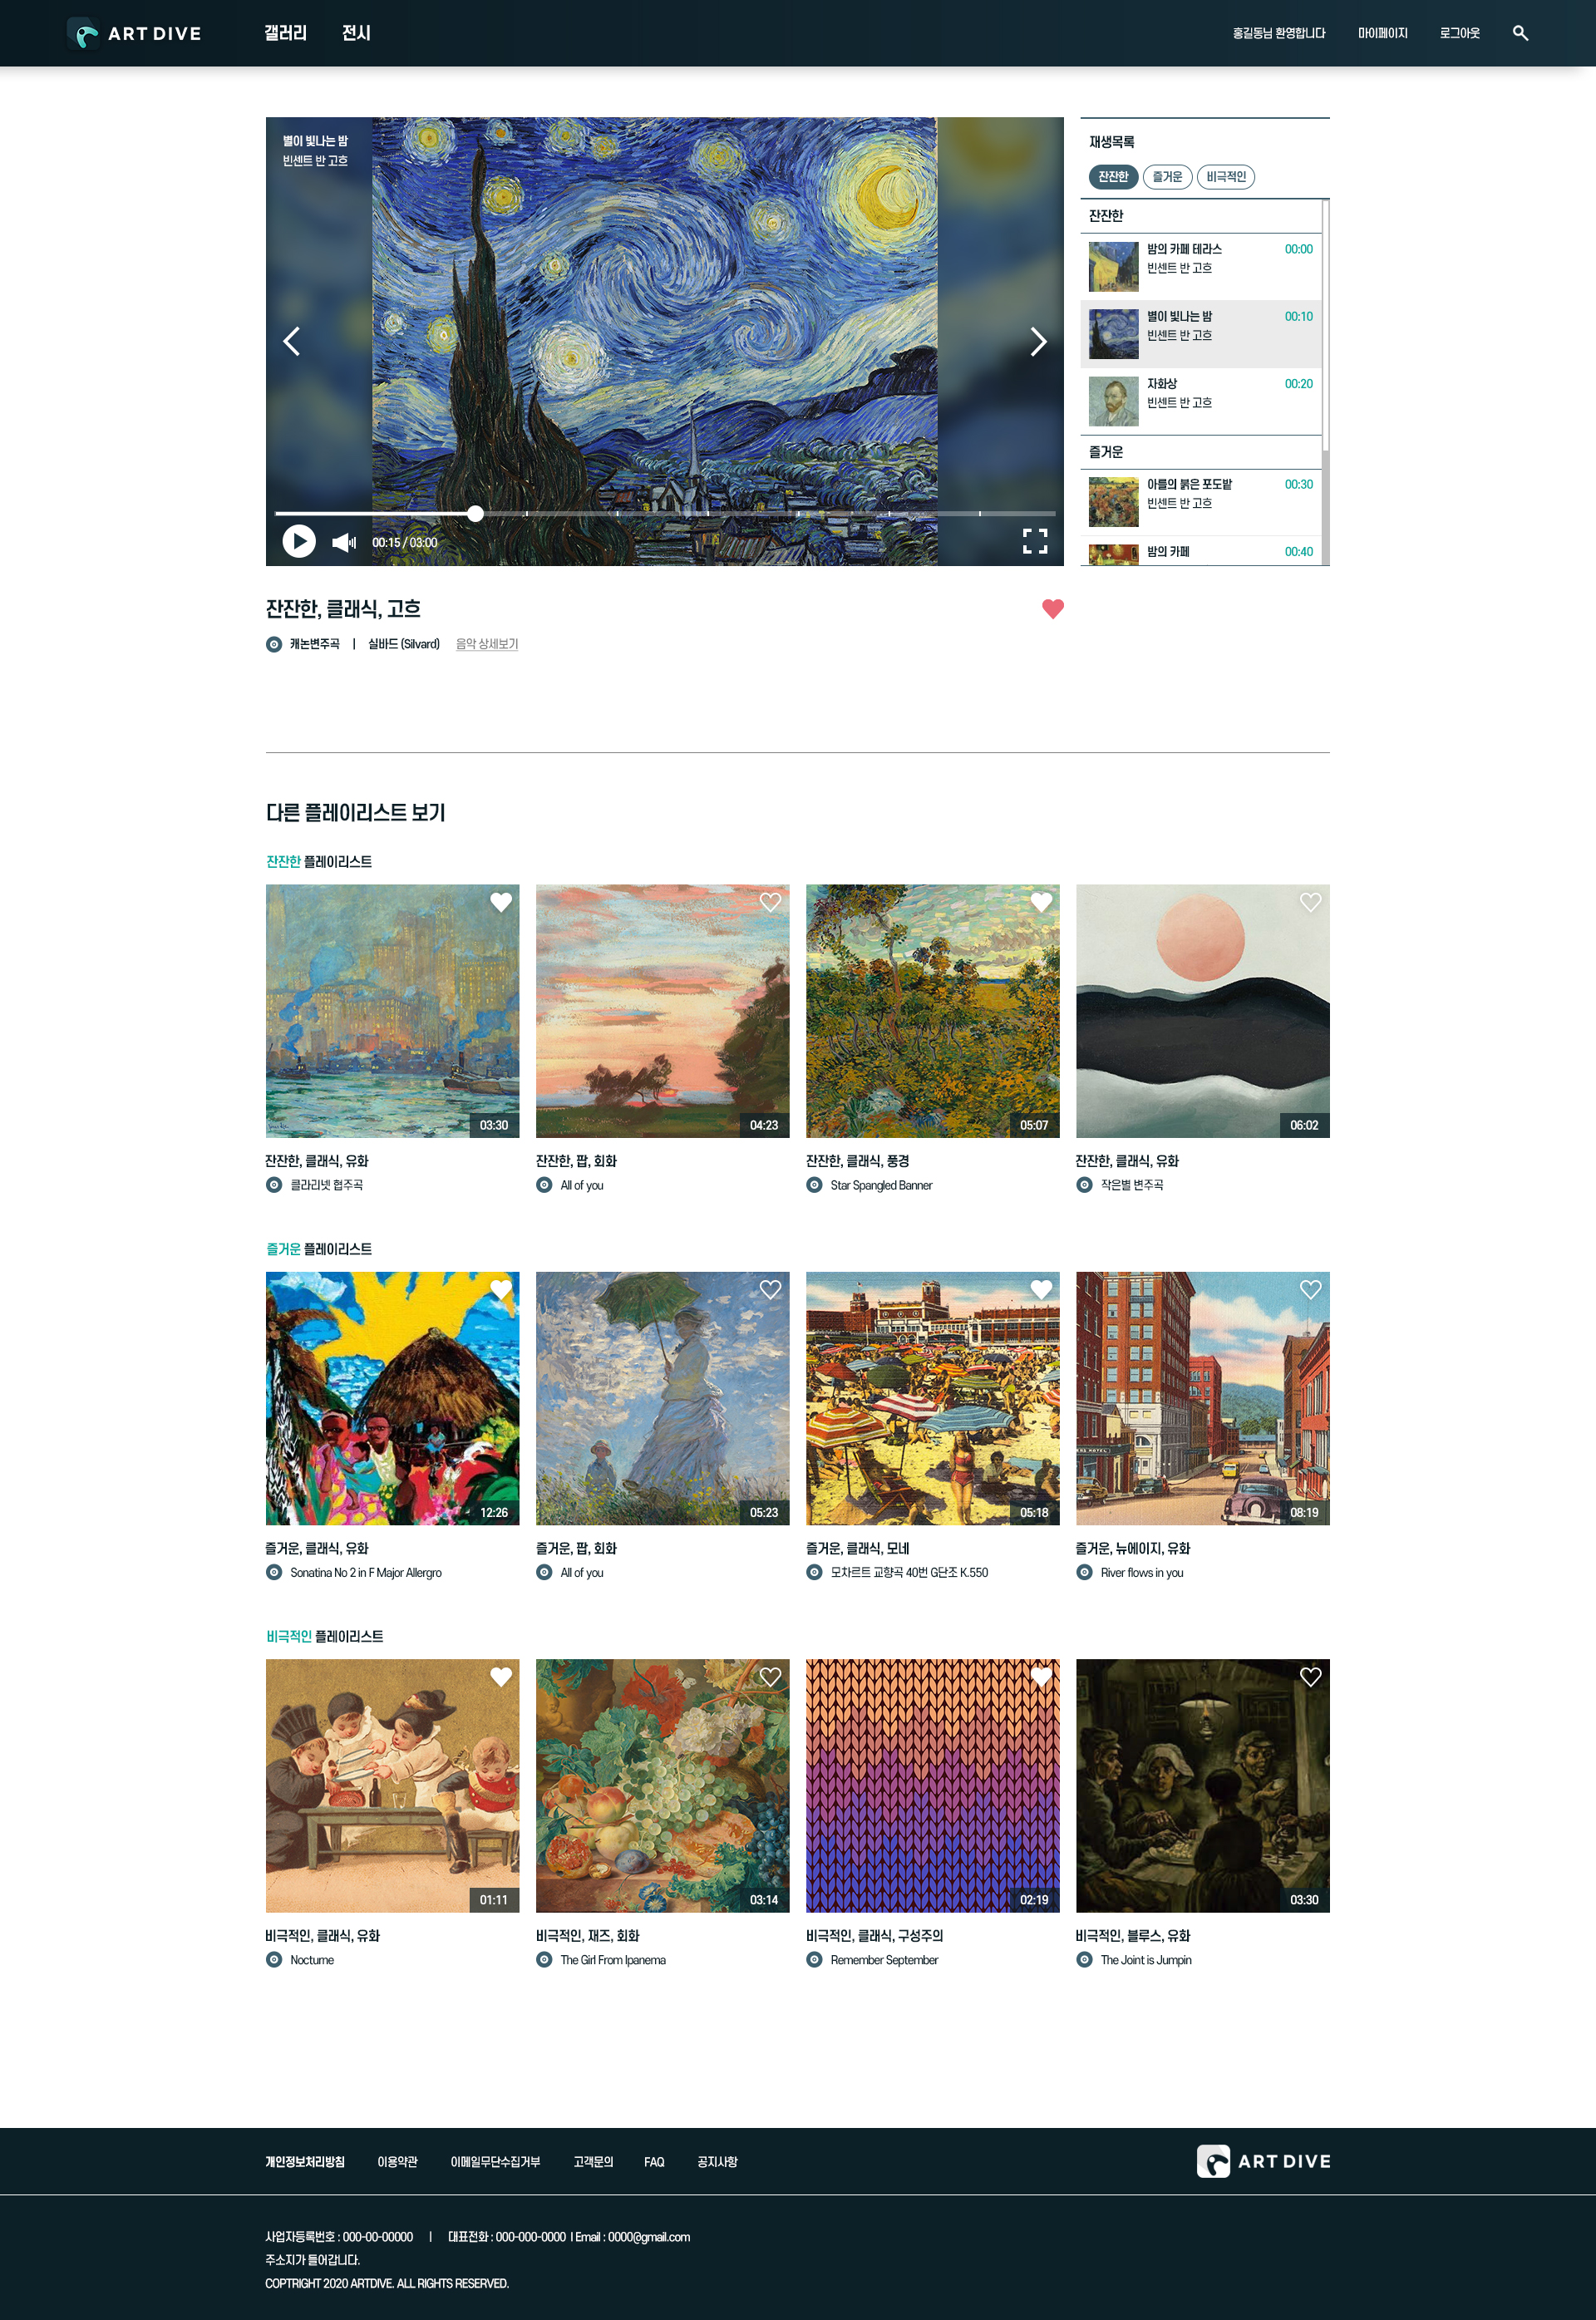 ART DIVE
갤러리 전시
홍길동님 환영합니다 마이페이지 로그아웃
별이 빛나는 밤
빈센트 반 고흐
00:15 / 03:00
재생목록
잔잔한 즐거운 비극적인
잔잔한
밤의 카페 테라스 00:00
빈센트 반 고흐
별이 빛나는 밤 00:10
빈센트 반 고흐
자화상 00:20
빈센트 반 고흐
즐거운
아를의 붉은 포도밭 00:30
빈센트 반 고흐
밤의 카페 00:40
잔잔한, 클래식, 고흐
캐논변주곡 | 실바드 (Silvard) 음악 상세보기
다른 플레이리스트 보기
잔잔한 플레이리스트
03:30 04:23 05:07 06:02
잔잔한, 클래식, 유화 잔잔한, 팝, 회화 잔잔한, 클래식, 풍경 잔잔한, 클래식, 유화
클라리넷 협주곡 All of you Star Spangled Banner 작은별 변주곡
즐거운 플레이리스트
12:26 05:23 05:18 08:19
즐거운, 클래식, 유화 즐거운, 팝, 회화 즐거운, 클래식, 모네 즐거운, 뉴에이지, 유화
Sonatina No 2 in F Major Allergro All of you 모차르트 교향곡 40번 G단조 K.550 River flows in you
비극적인 플레이리스트
01:11 03:14 02:19 03:30
비극적인, 클래식, 유화 비극적인, 재즈, 회화 비극적인, 클래식, 구성주의 비극적인, 블루스, 유화
Nocturne The Girl From Ipanema Remember September The Joint is Jumpin
개인정보처리방침 이용약관 이메일무단수집거부 고객문의 FAQ 공지사항
ART DIVE
사업자등록번호 : 000-00-00000 | 대표전화 : 000-000-0000 | Email : 0000@gmail.com
주소지가 들어갑니다.
COPTRIGHT 2020 ARTDIVE. ALL RIGHTS RESERVED.